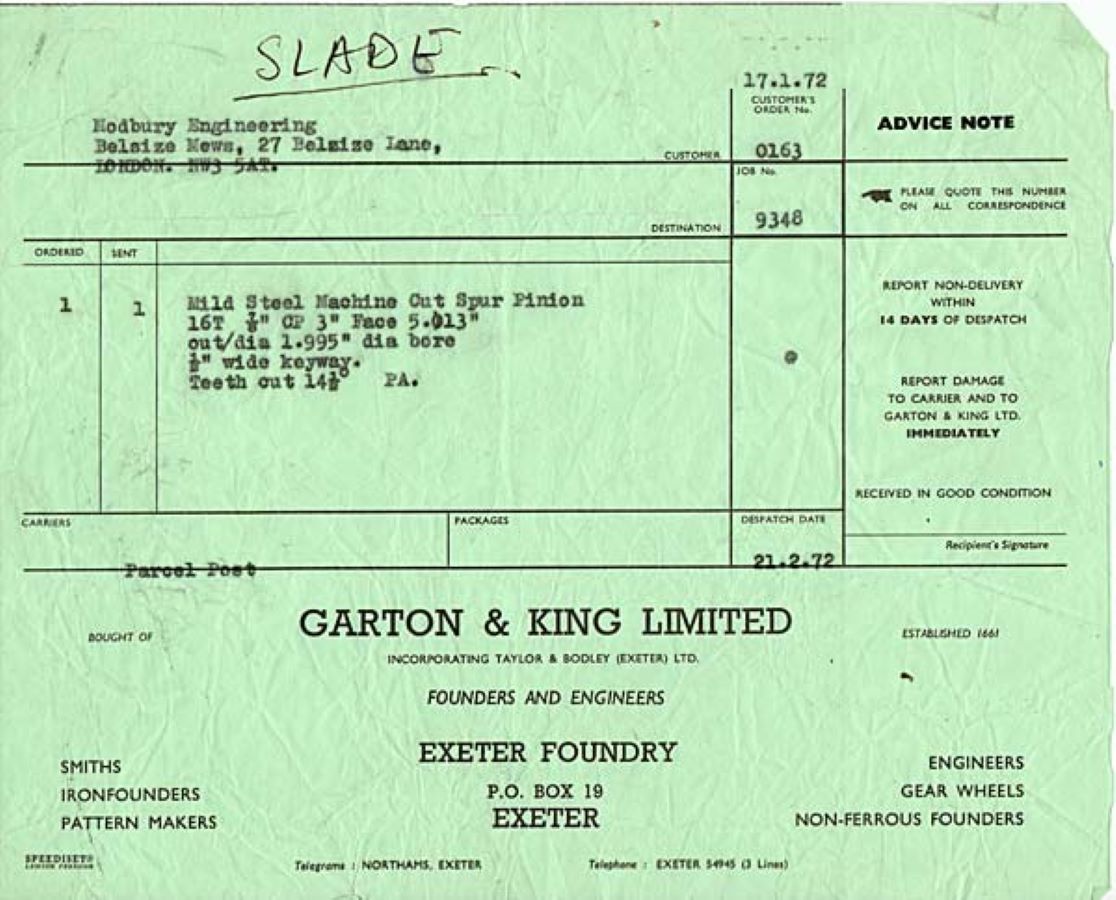 SLADE
17.1.72
CUSTOMER'S
ORDER No.
ADVICE NOTE
Modbury Engineering
Belsize Mews, 27 Belsize Lane,
LONDON. NW3 5AT.
CUSTOMER
0163
JOB No.
PLEASE QUOTE THIS NUMBER
ON ALL CORRESPONDENCE
DESTINATION
9348
ORDERED
SENT
1
1
Mild Steel Machine Cut Spur Pinion
16T ⅞" CP 3" Face 5.013"
out/dia 1.995" dia bore
½" wide keyway.
Teeth cut 14½° PA.
REPORT NON-DELIVERY
WITHIN
14 DAYS OF DESPATCH
REPORT DAMAGE
TO CARRIER AND TO
GARTON & KING LTD.
IMMEDIATELY
RECEIVED IN GOOD CONDITION
Recipient's Signature
CARRIERS
PACKAGES
DESPATCH DATE
Parcel Post
21.2.72
BOUGHT OF
GARTON & KING LIMITED
ESTABLISHED 1661
INCORPORATING TAYLOR & BODLEY (EXETER) LTD.
FOUNDERS AND ENGINEERS
EXETER FOUNDRY
P.O. BOX 19
EXETER
SMITHS
IRONFOUNDERS
PATTERN MAKERS
ENGINEERS
GEAR WHEELS
NON-FERROUS FOUNDERS
SPEEDISET®
Telegrams : NORTHAMS, EXETER
Telephone : EXETER 54945 (3 Lines)